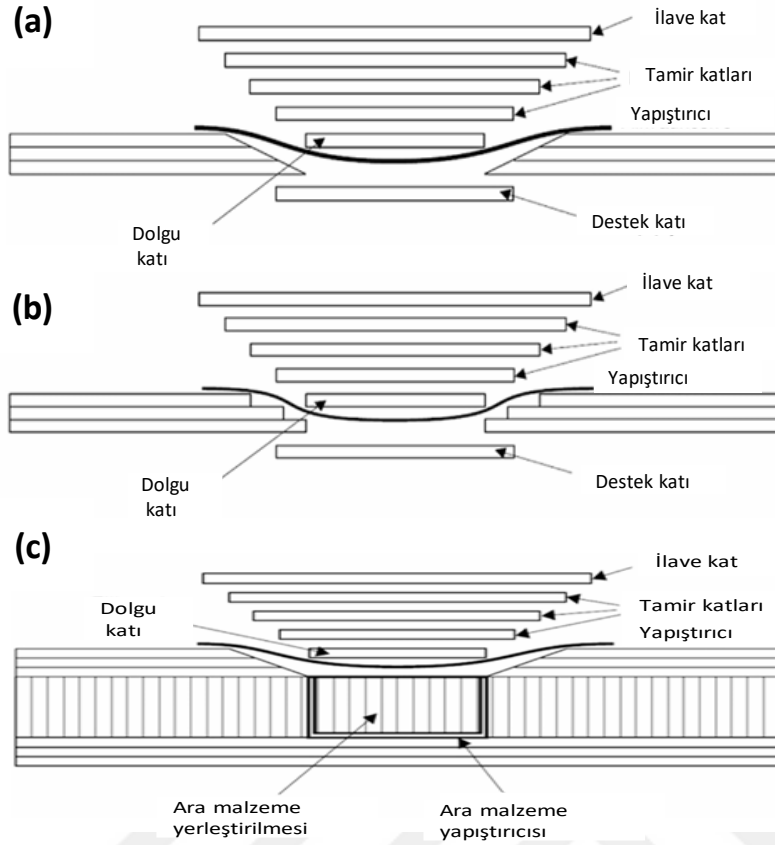 (a)
İlave kat
Tamir katları
Yapıştırıcı
Dolgu
katı
Destek katı
(b)
İlave kat
Tamir katları
Yapıştırıcı
Dolgu
katı
Destek katı
(c)
İlave kat
Dolgu
katı
Tamir katları
Yapıştırıcı
Ara malzeme
yerleştirilmesi
Ara malzeme
yapıştırıcısı